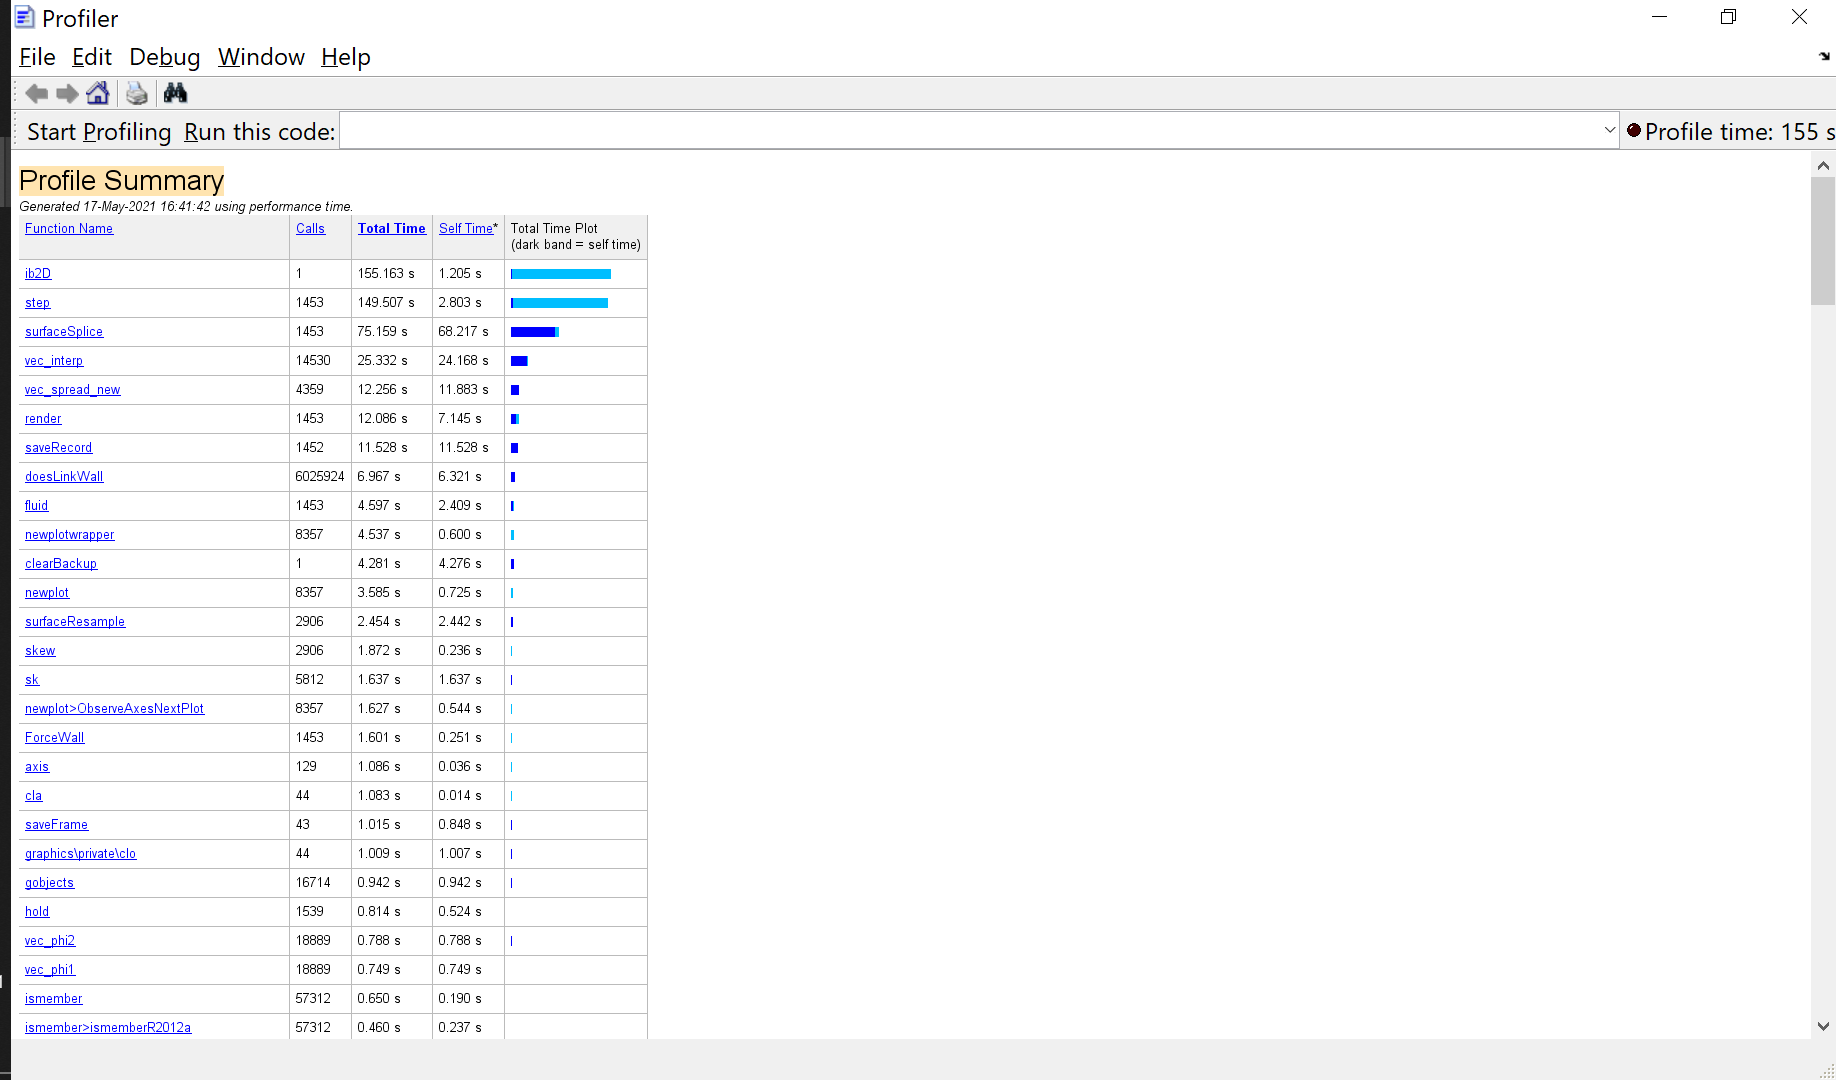 Profiler
File Edit Debug Window Help
Start Profiling Run this code: Profile time: 155 s
Profile Summary
Generated 17-May-2021 16:41:42 using performance time.
Function Name Calls Total Time Self Time* Total Time Plot
(dark band = self time)
ib2D 1 155.163 s 1.205 s
step 1453 149.507 s 2.803 s
surfaceSplice 1453 75.159 s 68.217 s
vec_interp 14530 25.332 s 24.168 s
vec_spread_new 4359 12.256 s 11.883 s
render 1453 12.086 s 7.145 s
saveRecord 1452 11.528 s 11.528 s
doesLinkWall 6025924 6.967 s 6.321 s
fluid 1453 4.597 s 2.409 s
newplotwrapper 8357 4.537 s 0.600 s
clearBackup 1 4.281 s 4.276 s
newplot 8357 3.585 s 0.725 s
surfaceResample 2906 2.454 s 2.442 s
skew 2906 1.872 s 0.236 s
sk 5812 1.637 s 1.637 s
newplot>ObserveAxesNextPlot 8357 1.627 s 0.544 s
ForceWall 1453 1.601 s 0.251 s
axis 129 1.086 s 0.036 s
cla 44 1.083 s 0.014 s
saveFrame 43 1.015 s 0.848 s
graphics\private\clo 44 1.009 s 1.007 s
gobjects 16714 0.942 s 0.942 s
hold 1539 0.814 s 0.524 s
vec_phi2 18889 0.788 s 0.788 s
vec_phi1 18889 0.749 s 0.749 s
ismember 57312 0.650 s 0.190 s
ismember>ismemberR2012a 57312 0.460 s 0.237 s